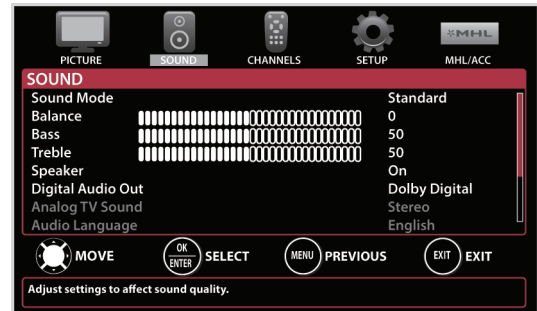 MHL
PICTURE SOUND CHANNELS SETUP MHL/ACC
SOUND
Sound Mode Standard
Balance 0
Bass 50
Treble 50
Speaker On
Digital Audio Out Dolby Digital
Analog TV Sound Stereo
Audio Language English
MOVE OK ENTER SELECT MENU PREVIOUS EXIT EXIT
Adjust settings to affect sound quality.